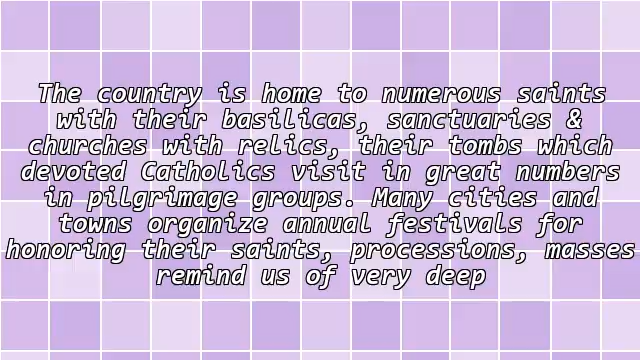 The country is home to numerous saints
with their basilicas, sanctuaries &
churches with relics, their tombs which
devoted Catholics visit in great numbers
in pilgrimage groups. Many cities and
towns organize annual festivals for
honoring their saints, processions, masses
remind us of very deep